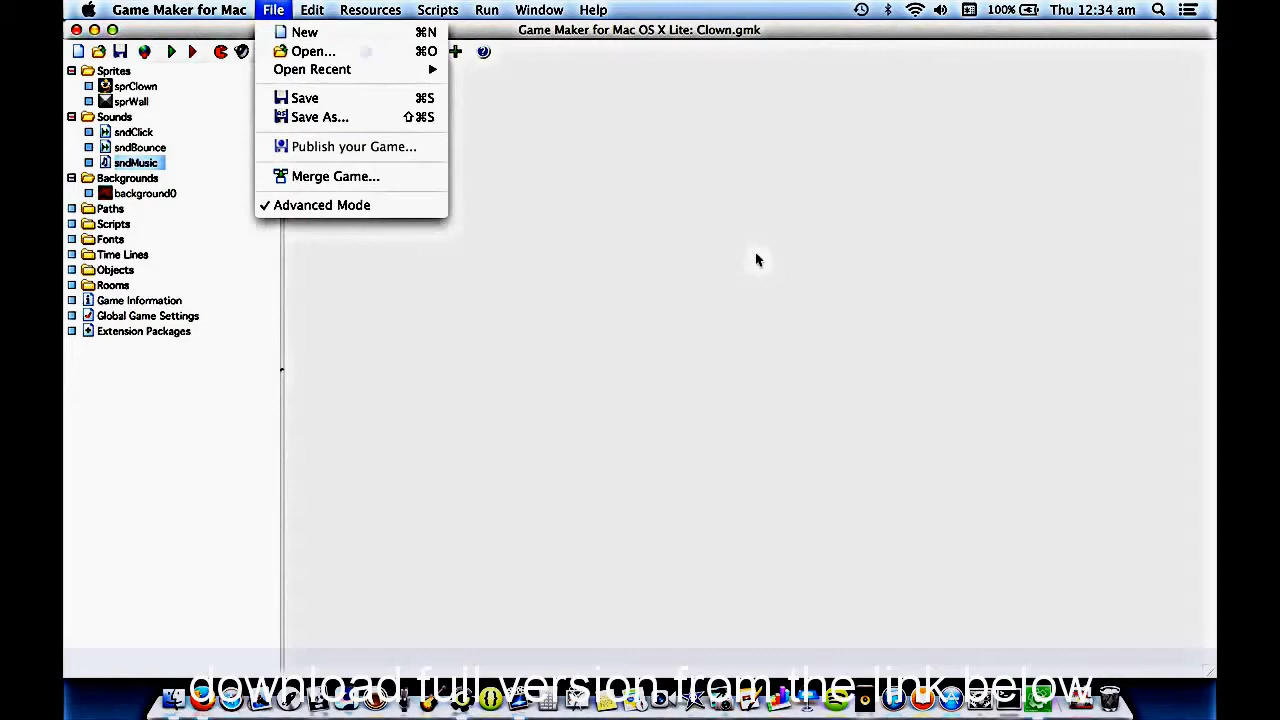 Game Maker for Mac File Edit Resources Scripts Run Window Help 100% Thu 12:34 am
Game Maker for Mac OS X Lite: Clown.gmk
New ⌘N
Open... ⌘O
Open Recent
Save ⌘S
Save As... ⇧⌘S
Publish your Game...
Merge Game...
✓ Advanced Mode
Sprites
sprClown
sprWall
Sounds
sndClick
sndBounce
sndMusic
Backgrounds
background0
Paths
Scripts
Fonts
Time Lines
Objects
Rooms
Game Information
Global Game Settings
Extension Packages
download full version from the link below